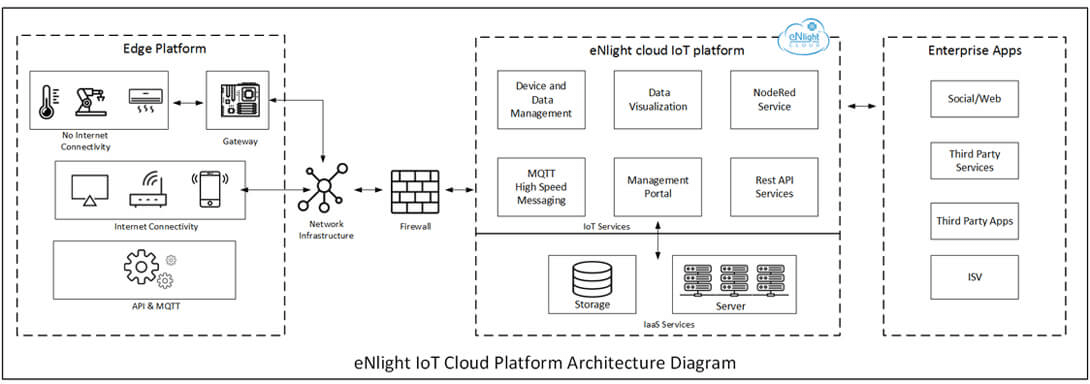 Edge Platform
No Internet
Connectivity
Gateway
Internet Connectivity
API & MQTT
Network
Infrastructure
Firewall
eNlight cloud IoT platform
eNlight
CLOUD
Device and
Data
Management
Data
Visualization
NodeRed
Service
MQTT
High Speed
Messaging
Management
Portal
Rest API
Services
IoT Services
Storage
Server
IaaS Services
Enterprise Apps
Social/Web
Third Party
Services
Third Party Apps
ISV
eNlight IoT Cloud Platform Architecture Diagram